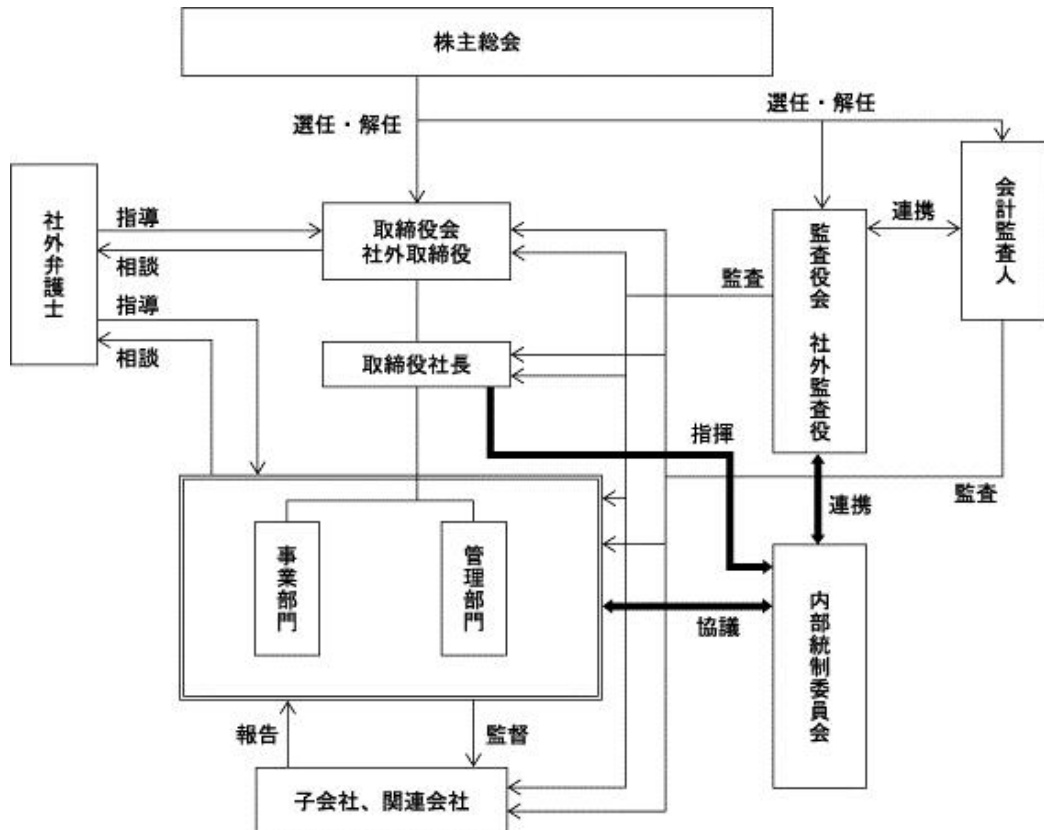 株主総会
選任・解任
選任・解任
社外弁護士
指導
相談
指導
相談
取締役会
社外取締役
取締役社長
監査役会 社外監査役
連携
会計監査人
監査
指揮
監査
連携
事業部門
管理部門
協議
内部統制委員会
報告
監督
子会社、関連会社